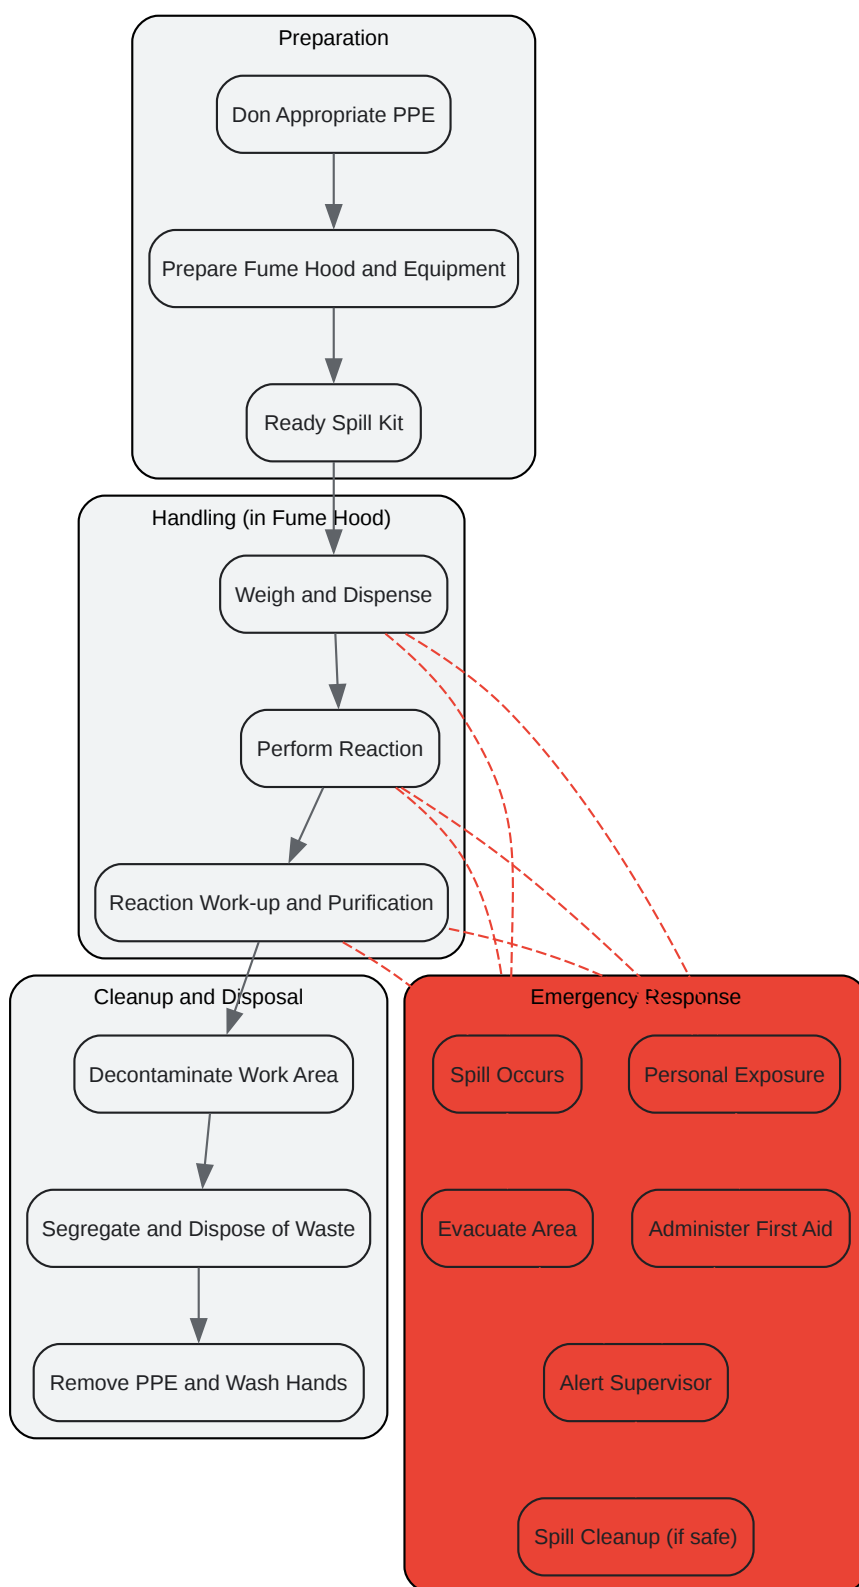 Preparation
Don Appropriate PPE
Prepare Fume Hood and Equipment
Ready Spill Kit
Handling (in Fume Hood)
Weigh and Dispense
Perform Reaction
Reaction Work-up and Purification
Cleanup and Disposal
Decontaminate Work Area
Segregate and Dispose of Waste
Remove PPE and Wash Hands
Emergency Response
Spill Occurs
Personal Exposure
Evacuate Area
Administer First Aid
Alert Supervisor
Spill Cleanup (if safe)